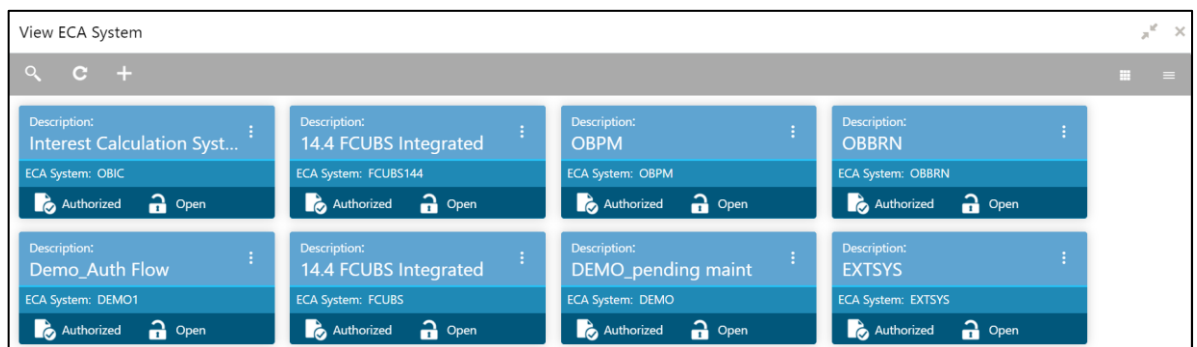 View ECA System
Description: Description: Description: Description:
Interest Calculation Syst... 14.4 FCUBS Integrated OBPM OBBRN
ECA System: OBIC ECA System: FCUBS144 ECA System: OBPM ECA System: OBBRN
Authorized Open Authorized Open Authorized Open Authorized Open
Description: Description: Description: Description:
Demo_Auth Flow 14.4 FCUBS Integrated DEMO_pending maint EXTSYS
ECA System: DEMO1 ECA System: FCUBS ECA System: DEMO ECA System: EXTSYS
Authorized Open Authorized Open Authorized Open Authorized Open